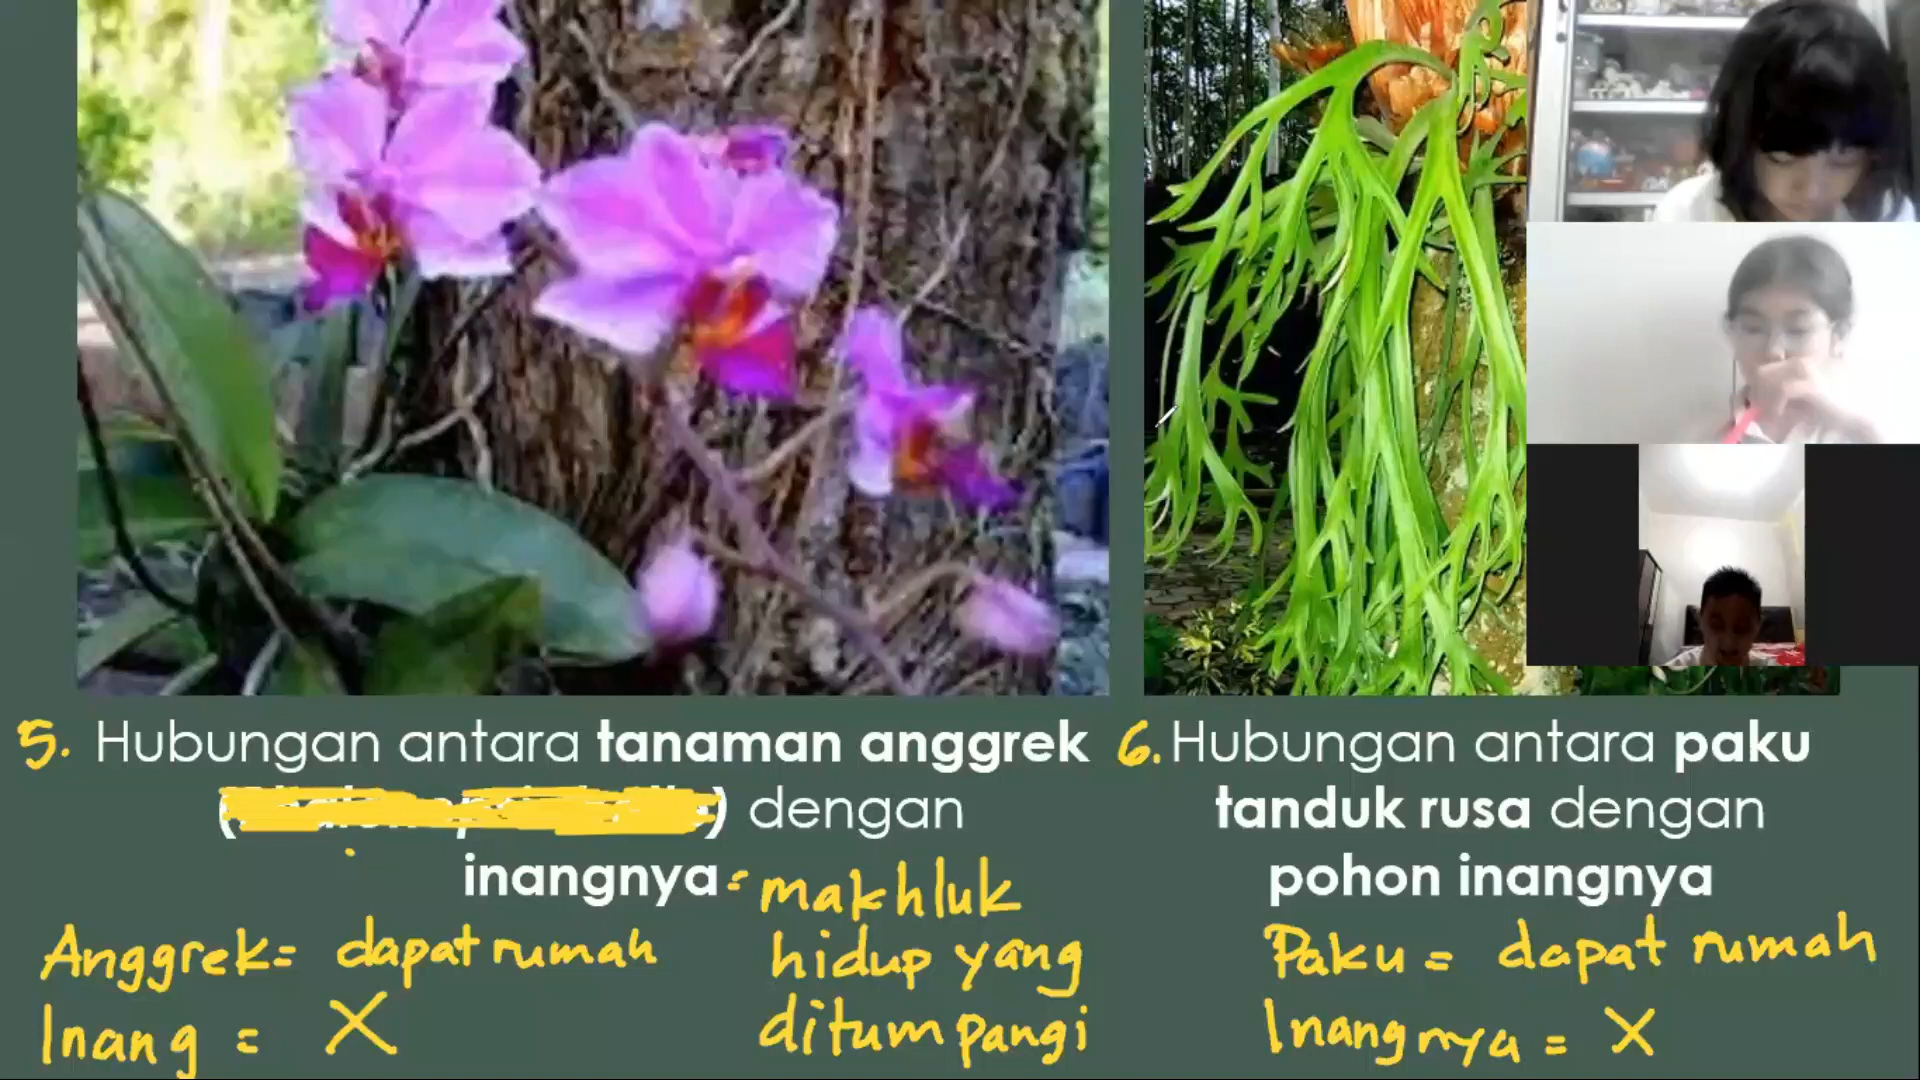 5. Hubungan antara tanaman anggrek
dengan
inangnya = makhluk
hidup yang
ditumpangi
Anggrek = dapat rumah
Inang = X
6. Hubungan antara paku
tanduk rusa dengan
pohon inangnya
Paku = dapat rumah
Inangnya = X